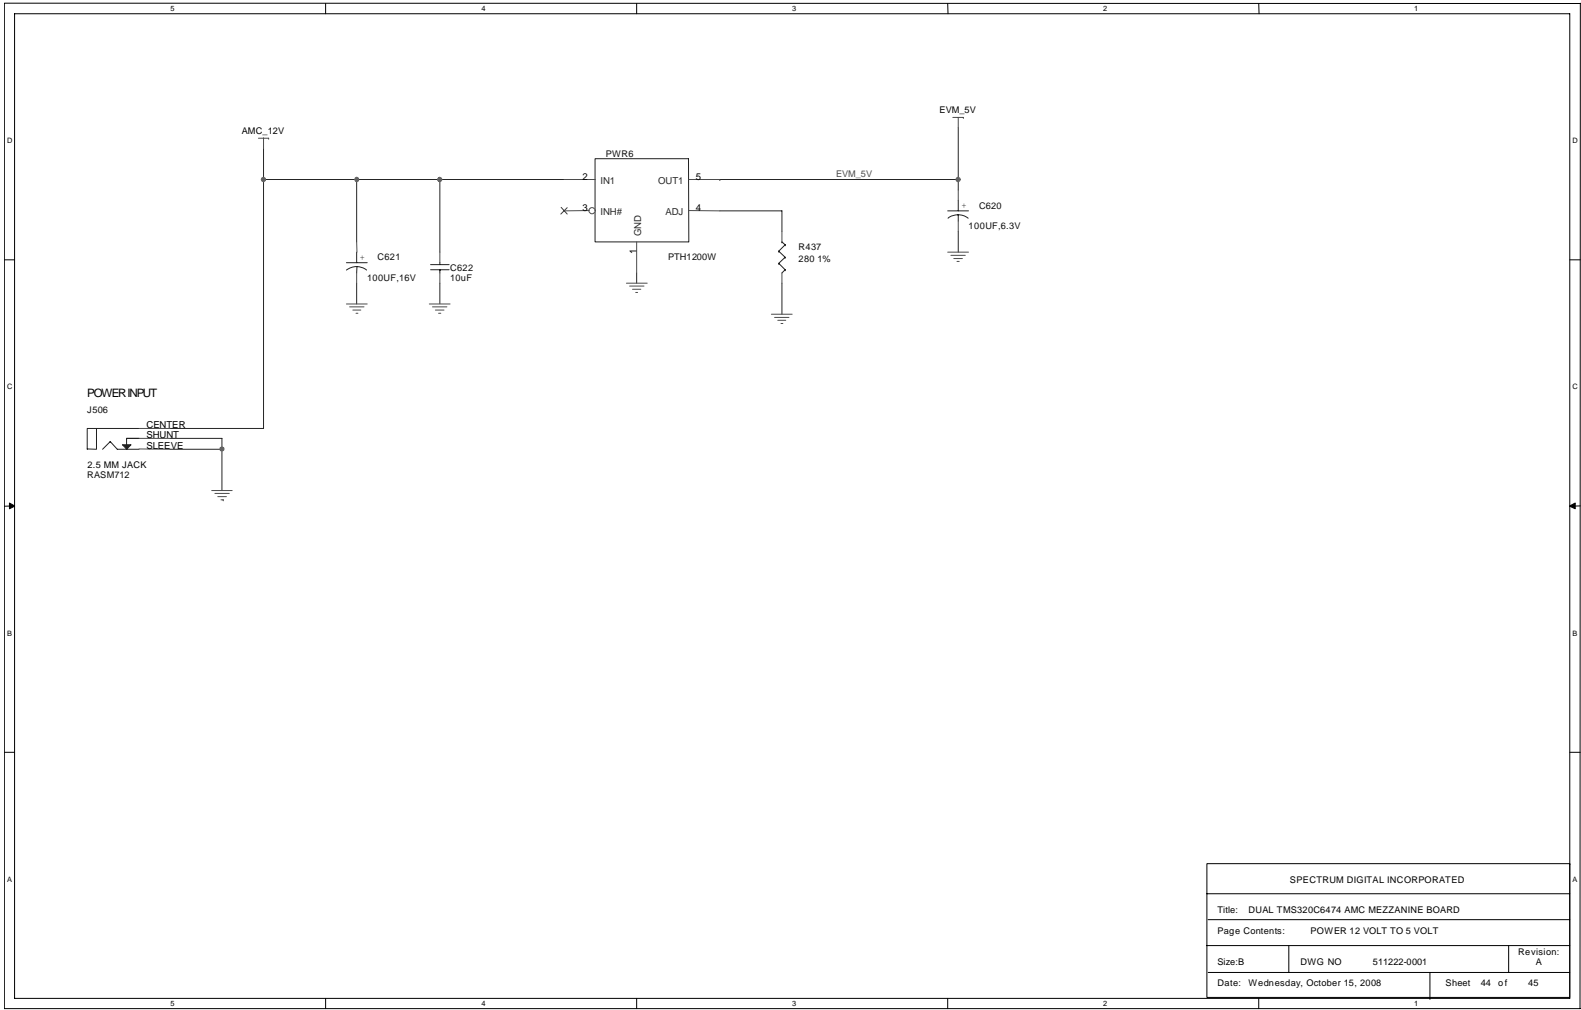 5 4 3 2 1
EVM_5V
AMC_12V
D D
PWR6
2 IN1 OUT1 5 EVM_5V
3 INH# ADJ 4
GND
1
+ C620
100UF,6.3V
R437
280 1%
PTH1200W
+ C621
100UF,16V
C622
10uF
C C
POWER INPUT
J506
CENTER
SHUNT
SLEEVE
2.5 MM JACK
RASM712
B B
A A
SPECTRUM DIGITAL INCORPORATED
Title: DUAL TMS320C6474 AMC MEZZANINE BOARD
Page Contents: POWER 12 VOLT TO 5 VOLT
Size:B DWG NO 511222-0001 Revision:
A
Date: Wednesday, October 15, 2008 Sheet 44 of 45
5 4 3 2 1